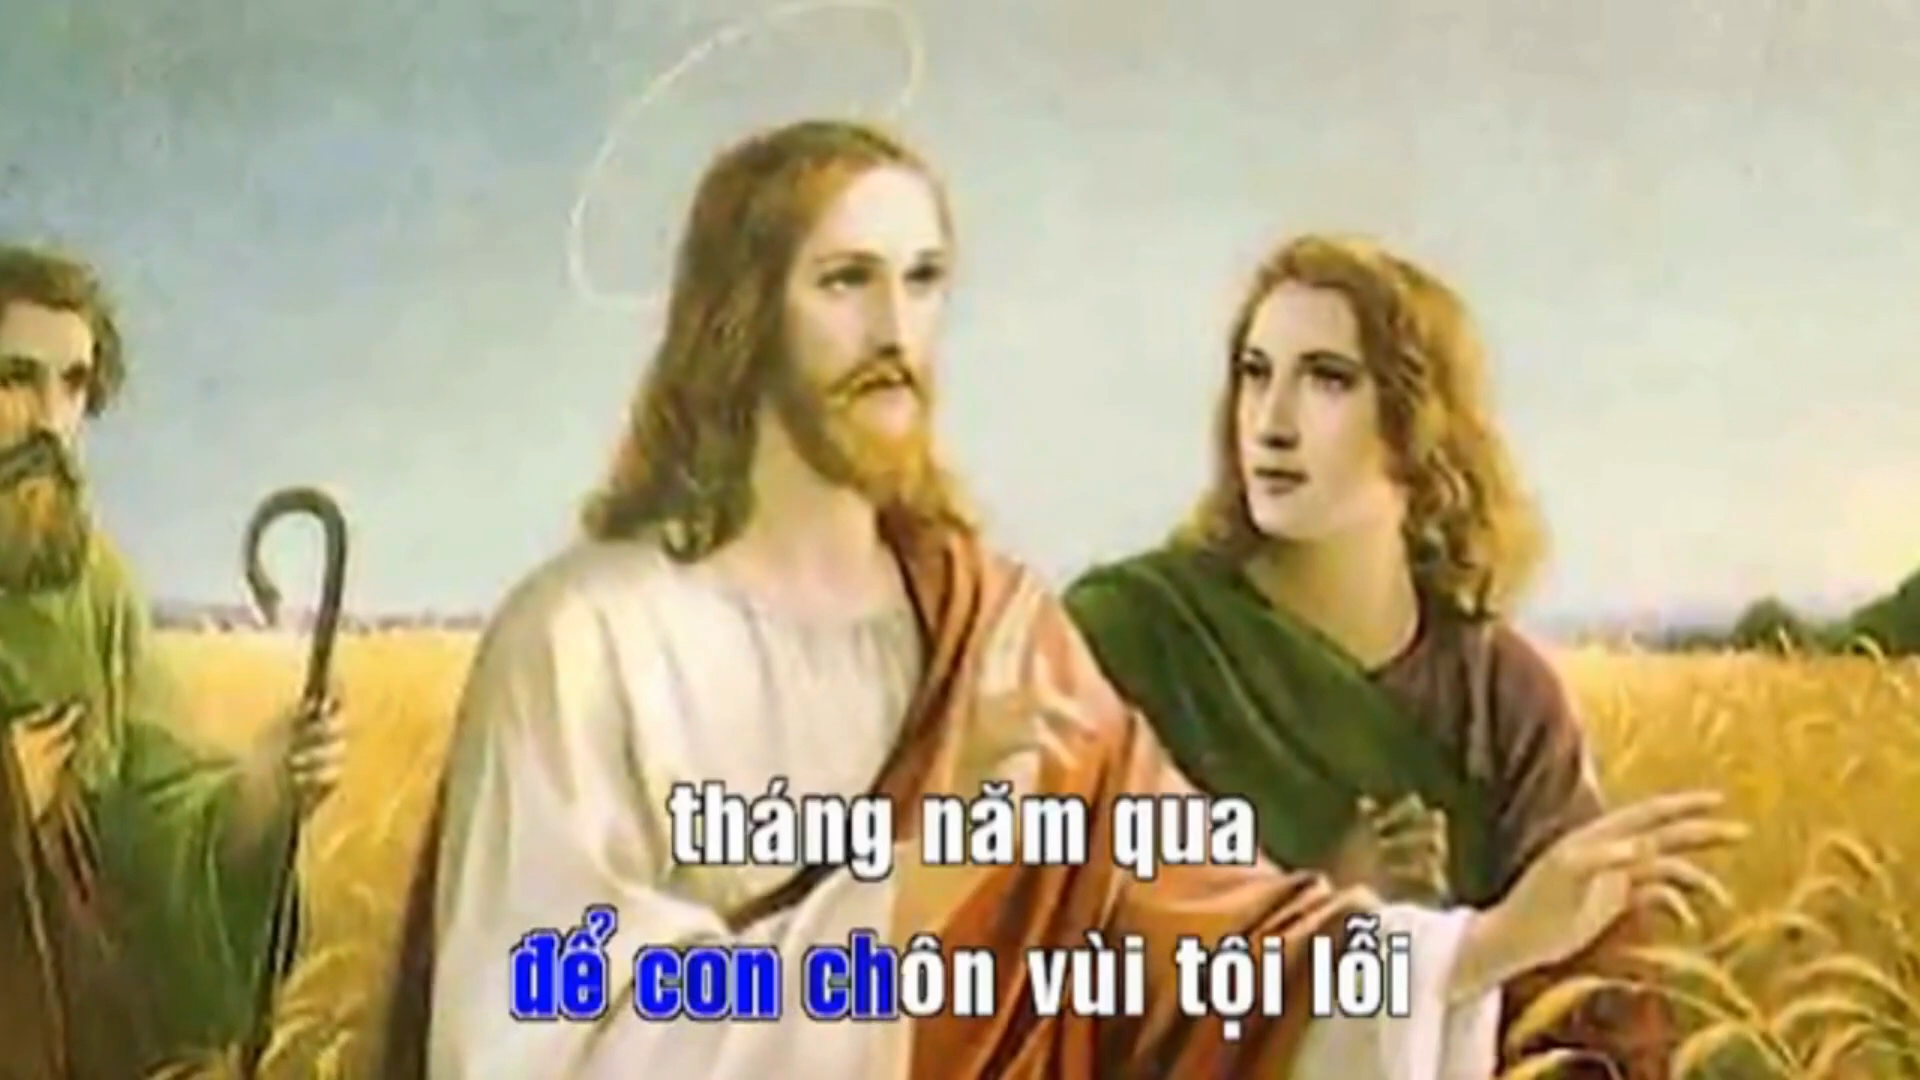 tháng năm qua
để con chôn vùi tội lỗi